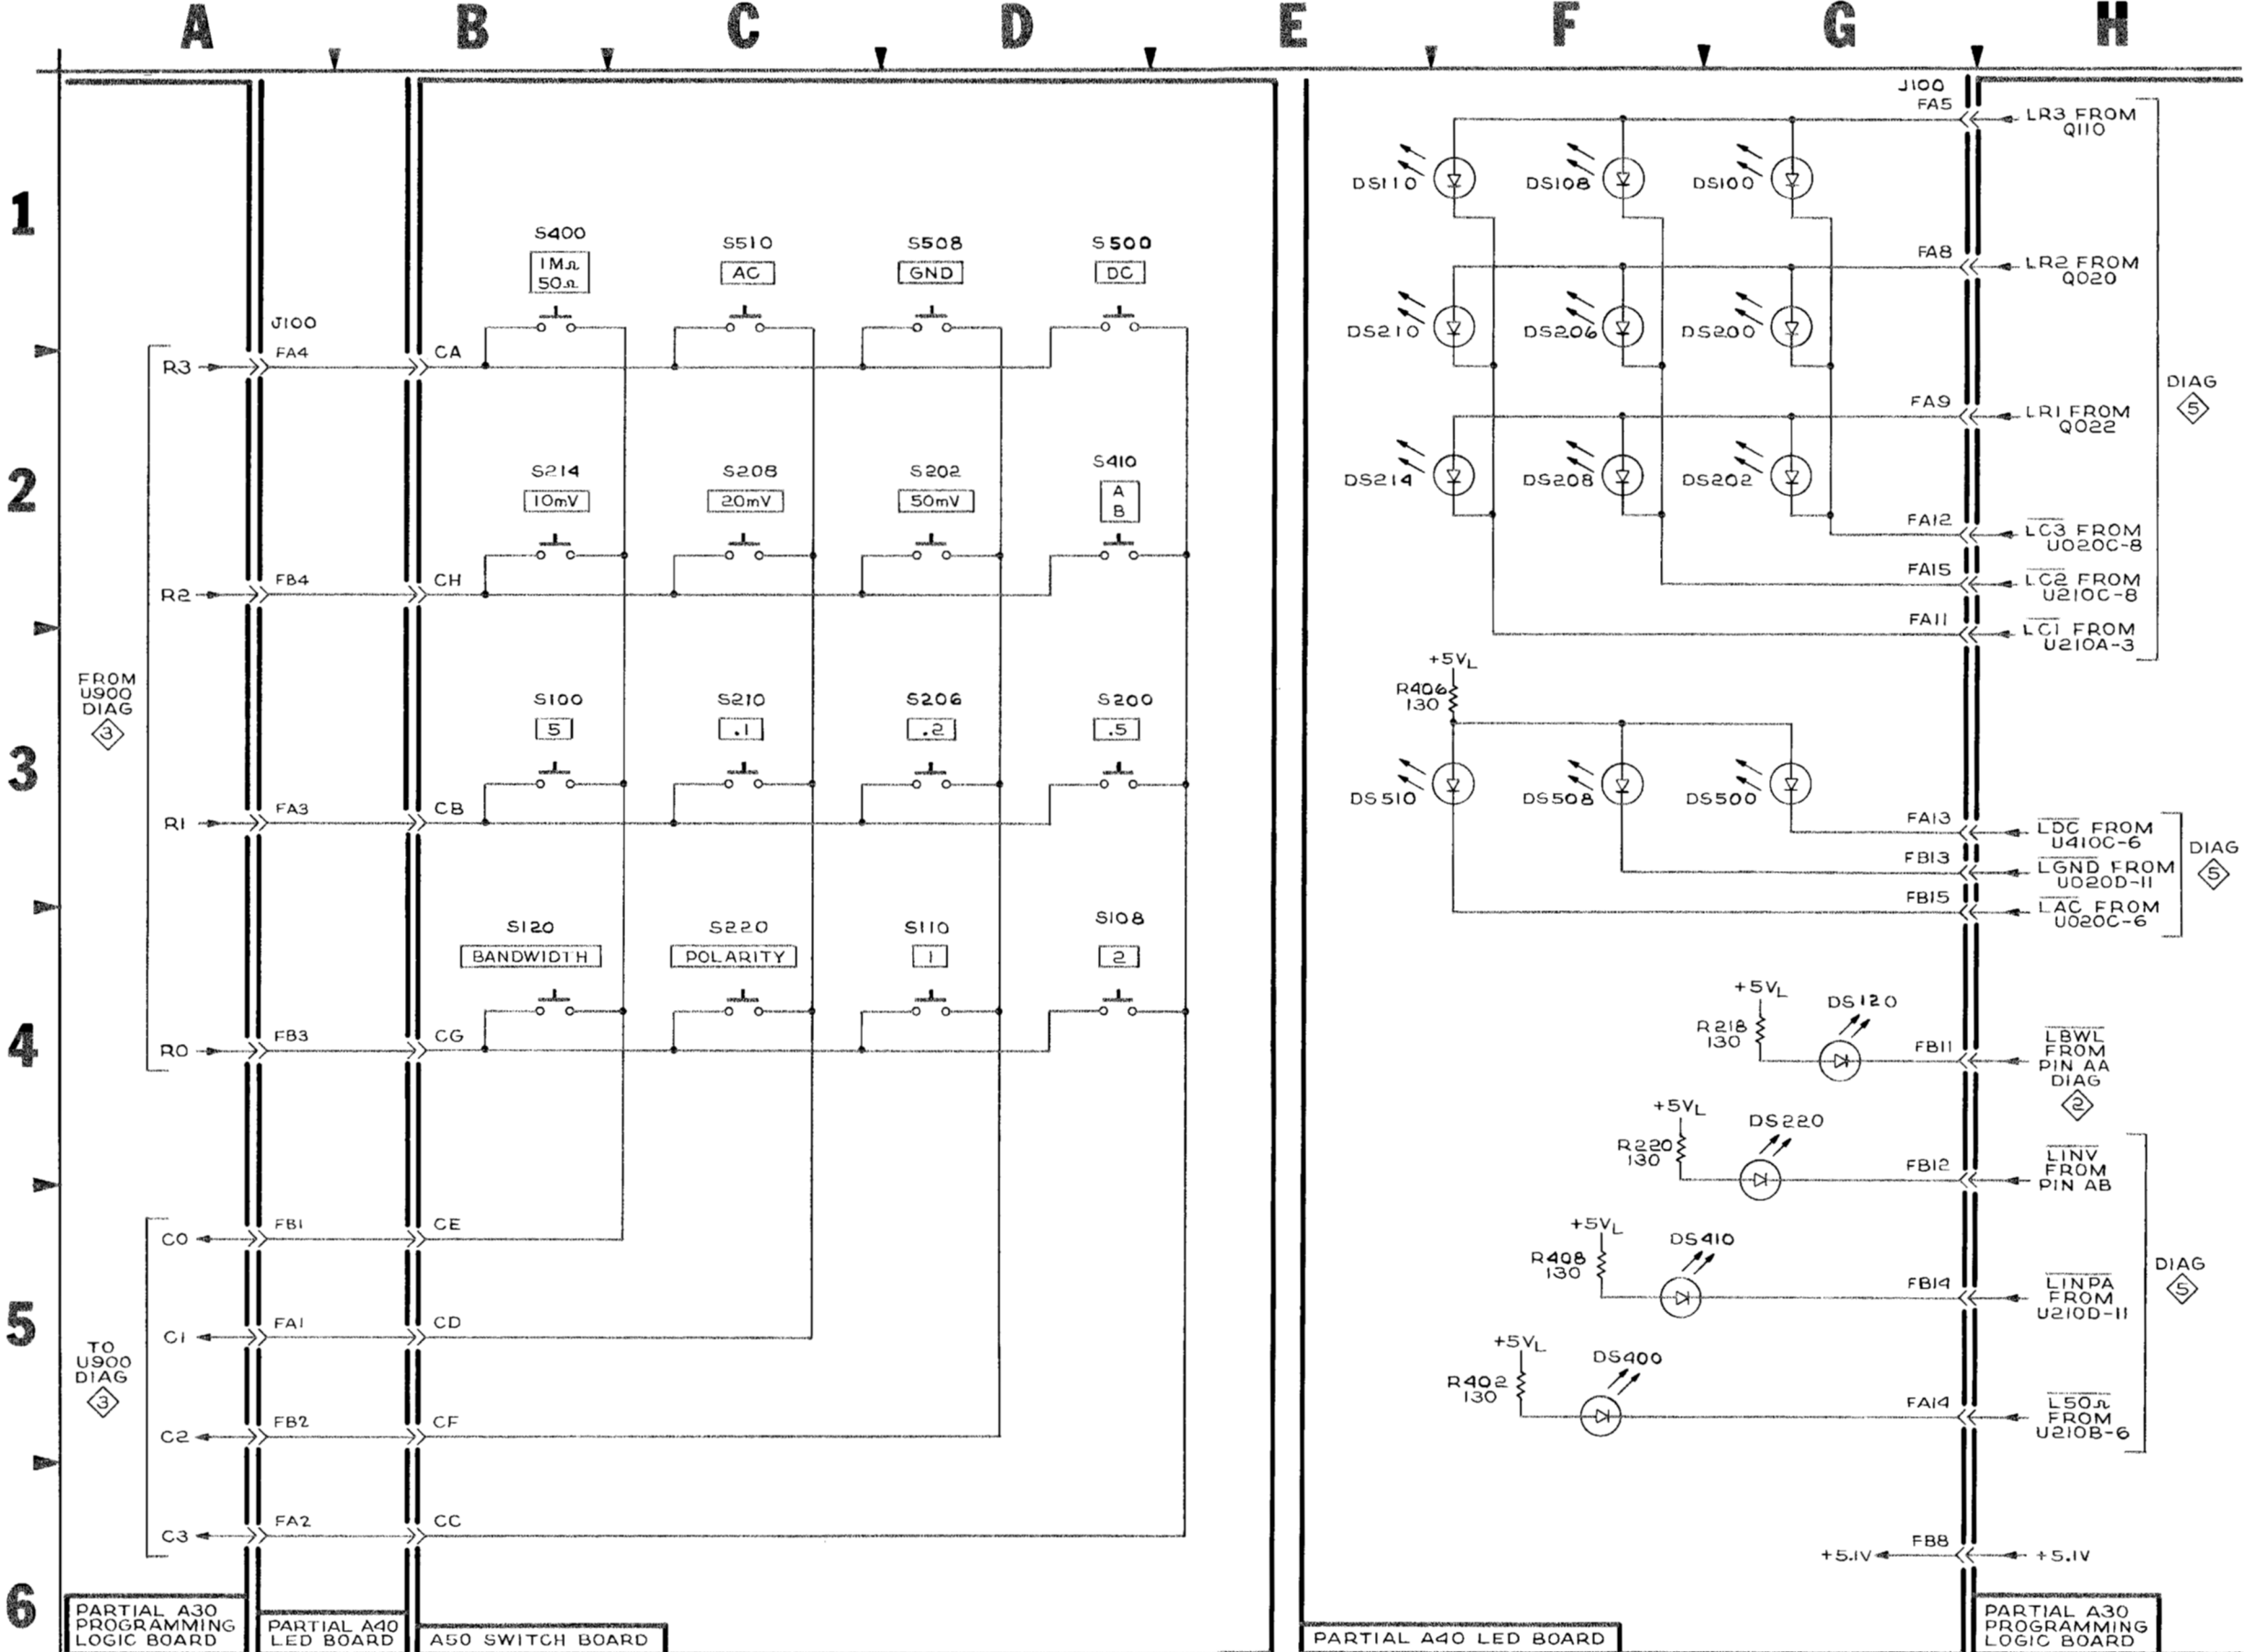 A B C D E F G H
1
2
3
4
5
6
S400
1MΩ
50Ω
S510
AC
S508
GND
S500
DC
J100
R3
FA4
CA
S214
10mV
S208
20mV
S202
50mV
S410
A
B
R2
FB4
CH
FROM
U900
DIAG
3
S100
5
S210
.1
S206
.2
S200
.5
R1
FA3
CB
S120
BANDWIDTH
S220
POLARITY
S110
1
S108
2
R0
FB3
CG
C0
FB1
CE
C1
FA1
CD
TO
U900
DIAG
3
C2
FB2
CF
C3
FA2
CC
PARTIAL A30
PROGRAMMING
LOGIC BOARD
PARTIAL A40
LED BOARD
A50 SWITCH BOARD
J100
FA5
LR3 FROM
Q110
DS110
DS108
DS100
FA8
LR2 FROM
Q020
DS210
DS206
DS200
DIAG
5
FA9
LR1 FROM
Q022
DS214
DS208
DS202
FA12
LC3 FROM
U020C-8
FA15
LC2 FROM
U210C-8
FA11
LC1 FROM
U210A-3
+5VL
R406
130
DS510
DS508
DS500
FA13
LDC FROM
U410C-6
FB13
LGND FROM
U020D-11
FB15
LAC FROM
U020C-6
DIAG
5
+5VL
R218
130
DS120
FB11
LBWL
FROM
PIN AA
DIAG
2
+5VL
R220
130
DS220
FB12
LINV
FROM
PIN AB
+5VL
R408
130
DS410
FB14
LINPA
FROM
U210D-11
DIAG
5
+5VL
R402
130
DS400
FA14
L50Ω
FROM
U210B-6
FB8
+5.1V
+5.1V
PARTIAL A40 LED BOARD
PARTIAL A30
PROGRAMMING
LOGIC BOARD